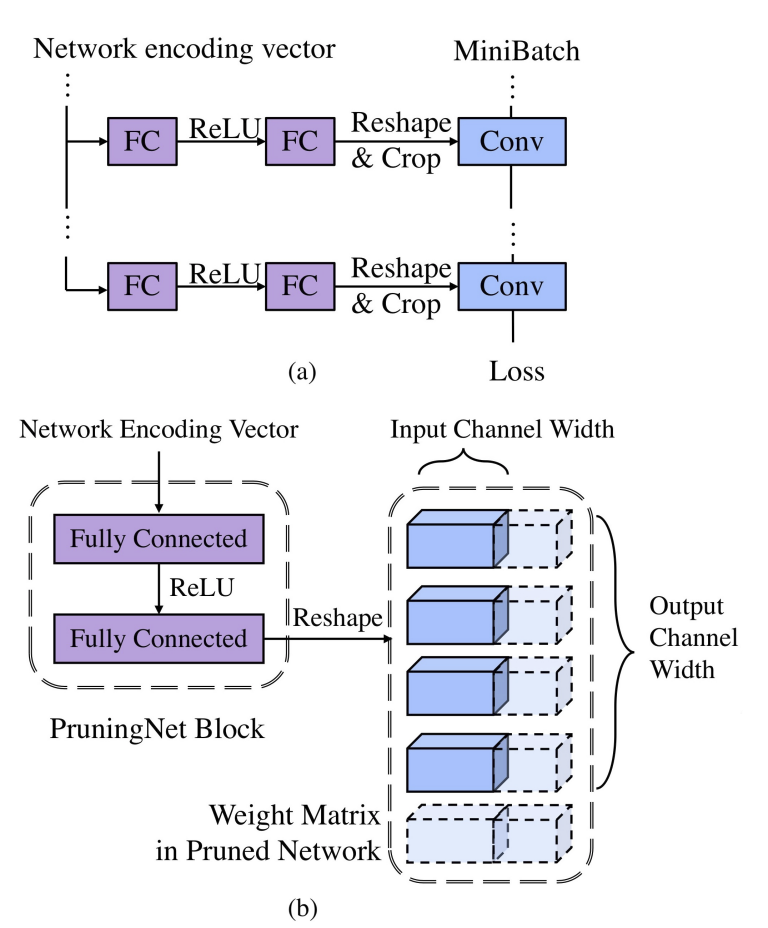 Network encoding vector
MiniBatch
FC
ReLU
FC
Reshape
& Crop
Conv
FC
ReLU
FC
Reshape
& Crop
Conv
(a)
Loss
Network Encoding Vector
Input Channel Width
Fully Connected
ReLU
Fully Connected
Reshape
Output
Channel
Width
PruningNet Block
Weight Matrix
in Pruned Network
(b)